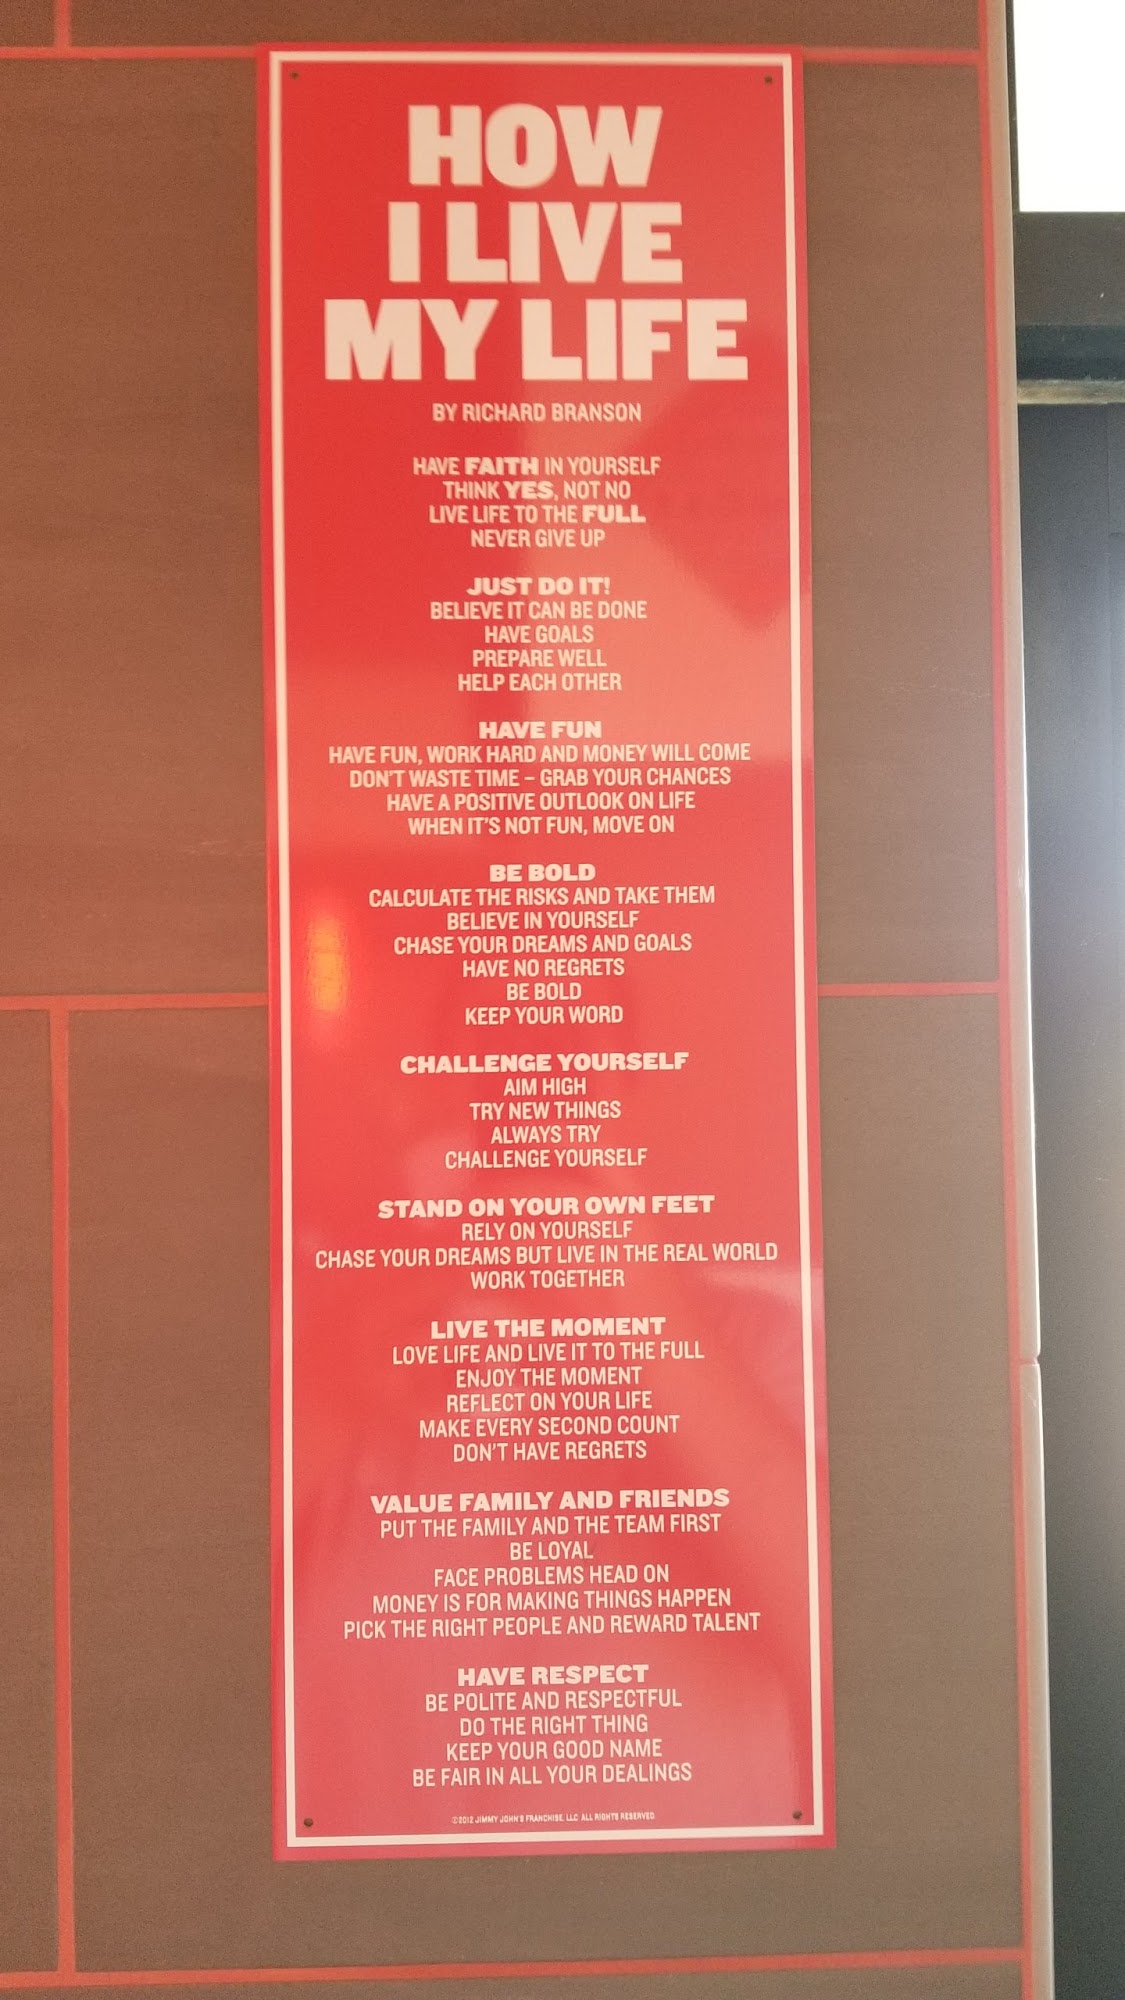 HOW
I LIVE
MY LIFE
BY RICHARD BRANSON
HAVE FAITH IN YOURSELF
THINK YES, NOT NO
LIVE LIFE TO THE FULL
NEVER GIVE UP
JUST DO IT!
BELIEVE IT CAN BE DONE
HAVE GOALS
PREPARE WELL
HELP EACH OTHER
HAVE FUN
HAVE FUN, WORK HARD AND MONEY WILL COME
DON'T WASTE TIME – GRAB YOUR CHANCES
HAVE A POSITIVE OUTLOOK ON LIFE
WHEN IT'S NOT FUN, MOVE ON
BE BOLD
CALCULATE THE RISKS AND TAKE THEM
BELIEVE IN YOURSELF
CHASE YOUR DREAMS AND GOALS
HAVE NO REGRETS
BE BOLD
KEEP YOUR WORD
CHALLENGE YOURSELF
AIM HIGH
TRY NEW THINGS
ALWAYS TRY
CHALLENGE YOURSELF
STAND ON YOUR OWN FEET
RELY ON YOURSELF
CHASE YOUR DREAMS BUT LIVE IN THE REAL WORLD
WORK TOGETHER
LIVE THE MOMENT
LOVE LIFE AND LIVE IT TO THE FULL
ENJOY THE MOMENT
REFLECT ON YOUR LIFE
MAKE EVERY SECOND COUNT
DON'T HAVE REGRETS
VALUE FAMILY AND FRIENDS
PUT THE FAMILY AND THE TEAM FIRST
BE LOYAL
FACE PROBLEMS HEAD ON
MONEY IS FOR MAKING THINGS HAPPEN
PICK THE RIGHT PEOPLE AND REWARD TALENT
HAVE RESPECT
BE POLITE AND RESPECTFUL
DO THE RIGHT THING
KEEP YOUR GOOD NAME
BE FAIR IN ALL YOUR DEALINGS
©2012 JIMMY JOHN'S FRANCHISE, LLC ALL RIGHTS RESERVED.